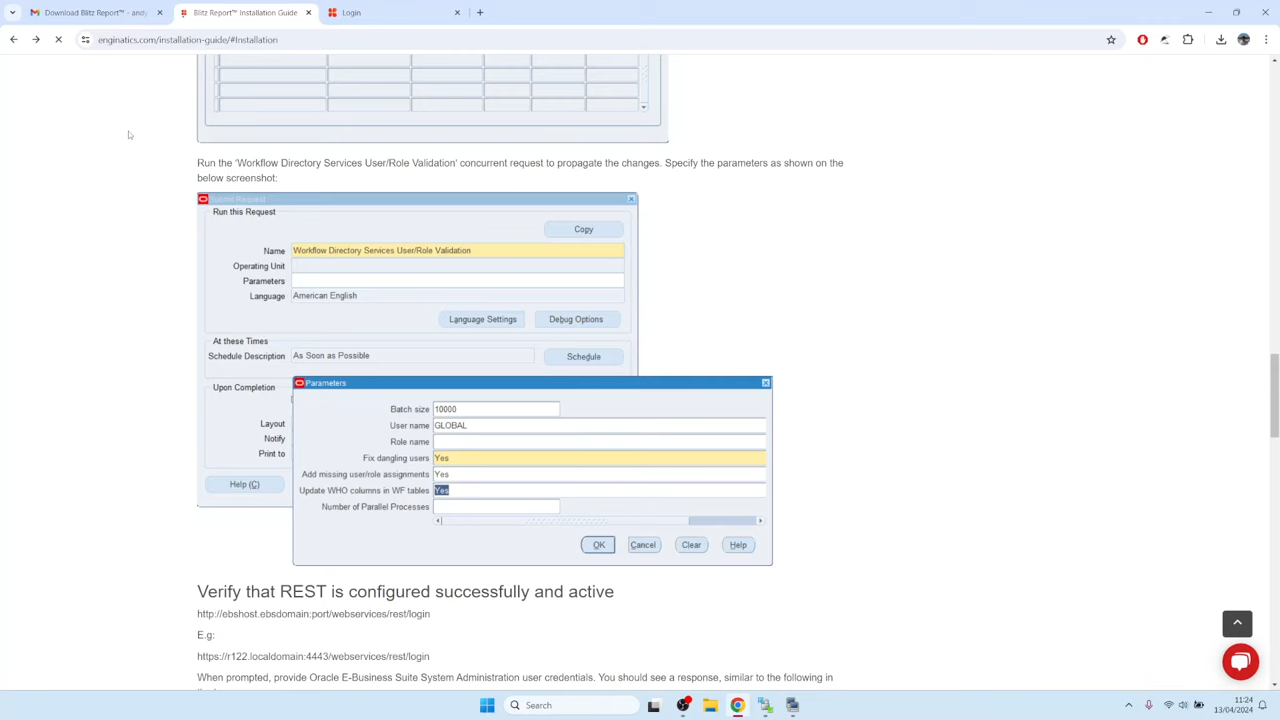 Download Blitz Report™ - andy
Blitz Report™ Installation Guide
Login
enginatics.com/installation-guide/#Installation
Run the 'Workflow Directory Services User/Role Validation' concurrent request to propagate the changes. Specify the parameters as shown on the
below screenshot:
Submit Request
Run this Request
Copy
Name Workflow Directory Services User/Role Validation
Operating Unit
Parameters
Language American English
Language Settings Debug Options
At these Times
Schedule Description As Soon as Possible Schedule
Upon Completion
Layout
Notify
Print to
Help (C)
Parameters
Batch size 10000
User name GLOBAL
Role name
Fix dangling users Yes
Add missing user/role assignments Yes
Update WHO columns in WF tables Yes
Number of Parallel Processes
OK Cancel Clear Help
Verify that REST is configured successfully and active
http://ebshost.ebsdomain:port/webservices/rest/login
E.g:
https://r122.localdomain:4443/webservices/rest/login
When prompted, provide Oracle E-Business Suite System Administration user credentials. You should see a response, similar to the following in
Search
11:24
13/04/2024